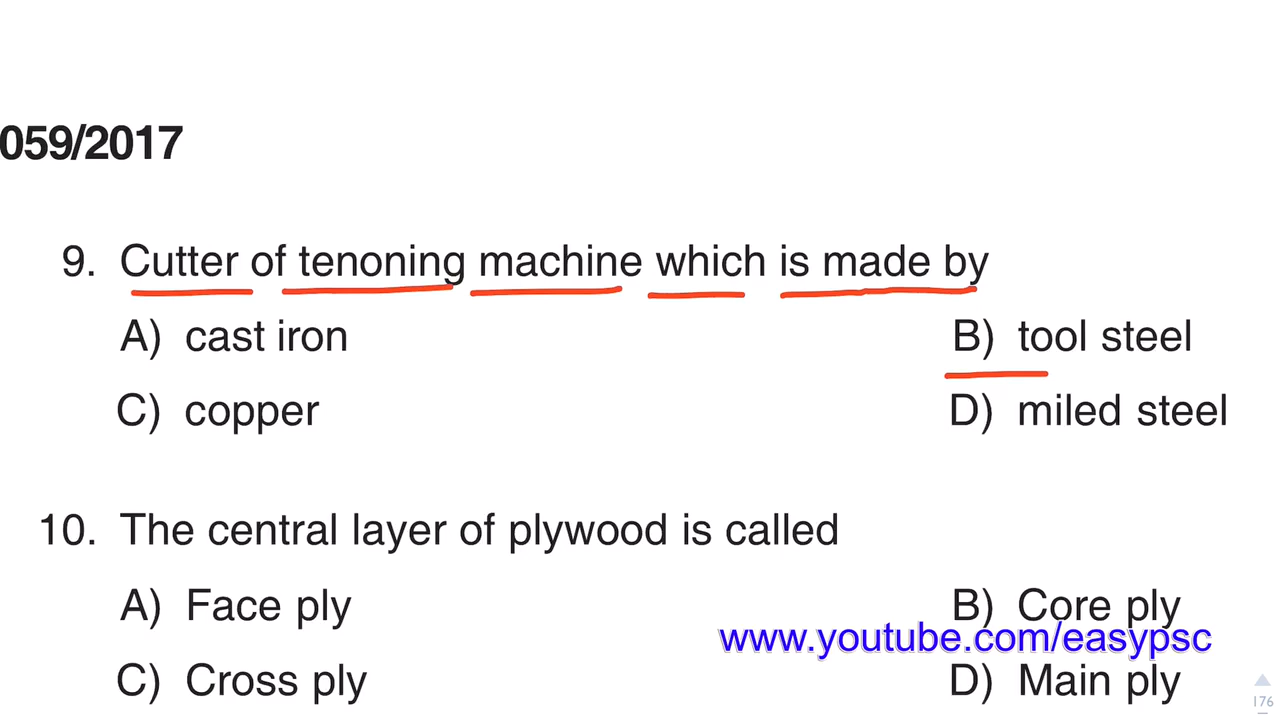 059/2017
9. Cutter of tenoning machine which is made by
A) cast iron B) tool steel
C) copper D) miled steel
10. The central layer of plywood is called
A) Face ply B) Core ply
www.youtube.com/easypsc
C) Cross ply D) Main ply
176